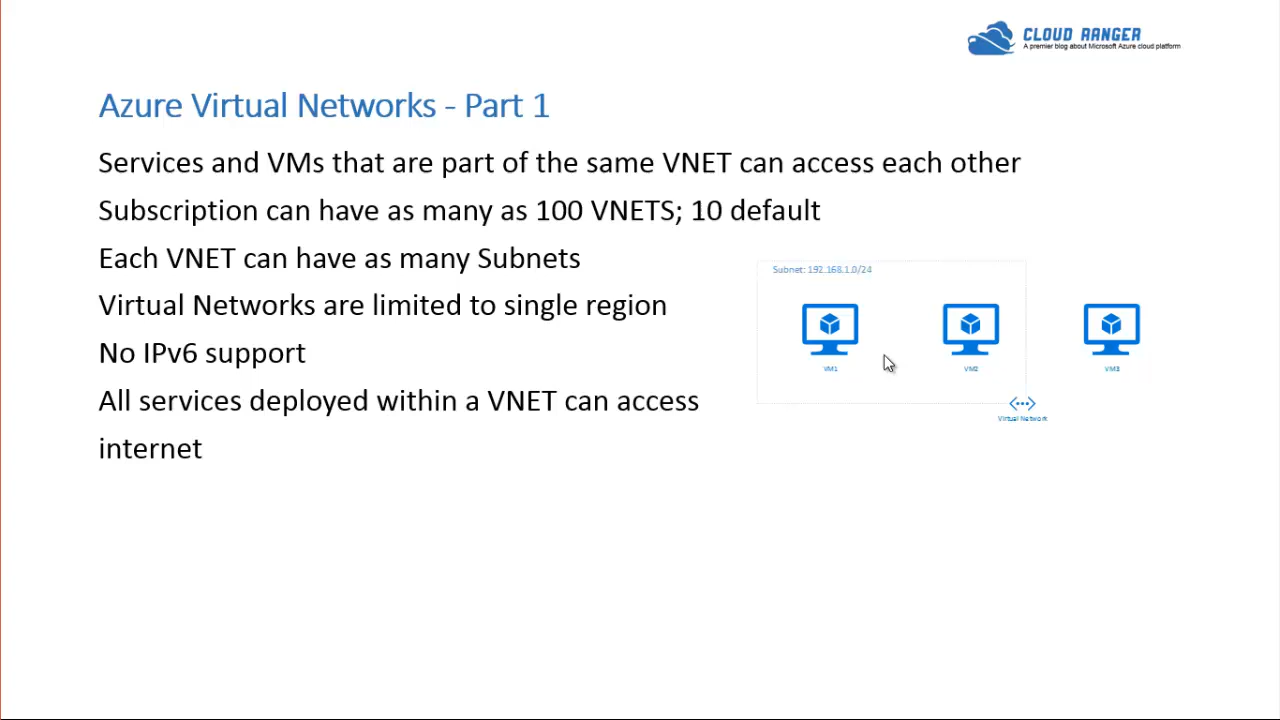 CLOUD RANGER
A premier blog about Microsoft Azure cloud platform
Azure Virtual Networks - Part 1
Services and VMs that are part of the same VNET can access each other
Subscription can have as many as 100 VNETS; 10 default
Each VNET can have as many Subnets
Virtual Networks are limited to single region
No IPv6 support
All services deployed within a VNET can access
internet
Subnet: 192.168.1.0/24
VM1
VM2
VM3
Virtual Network